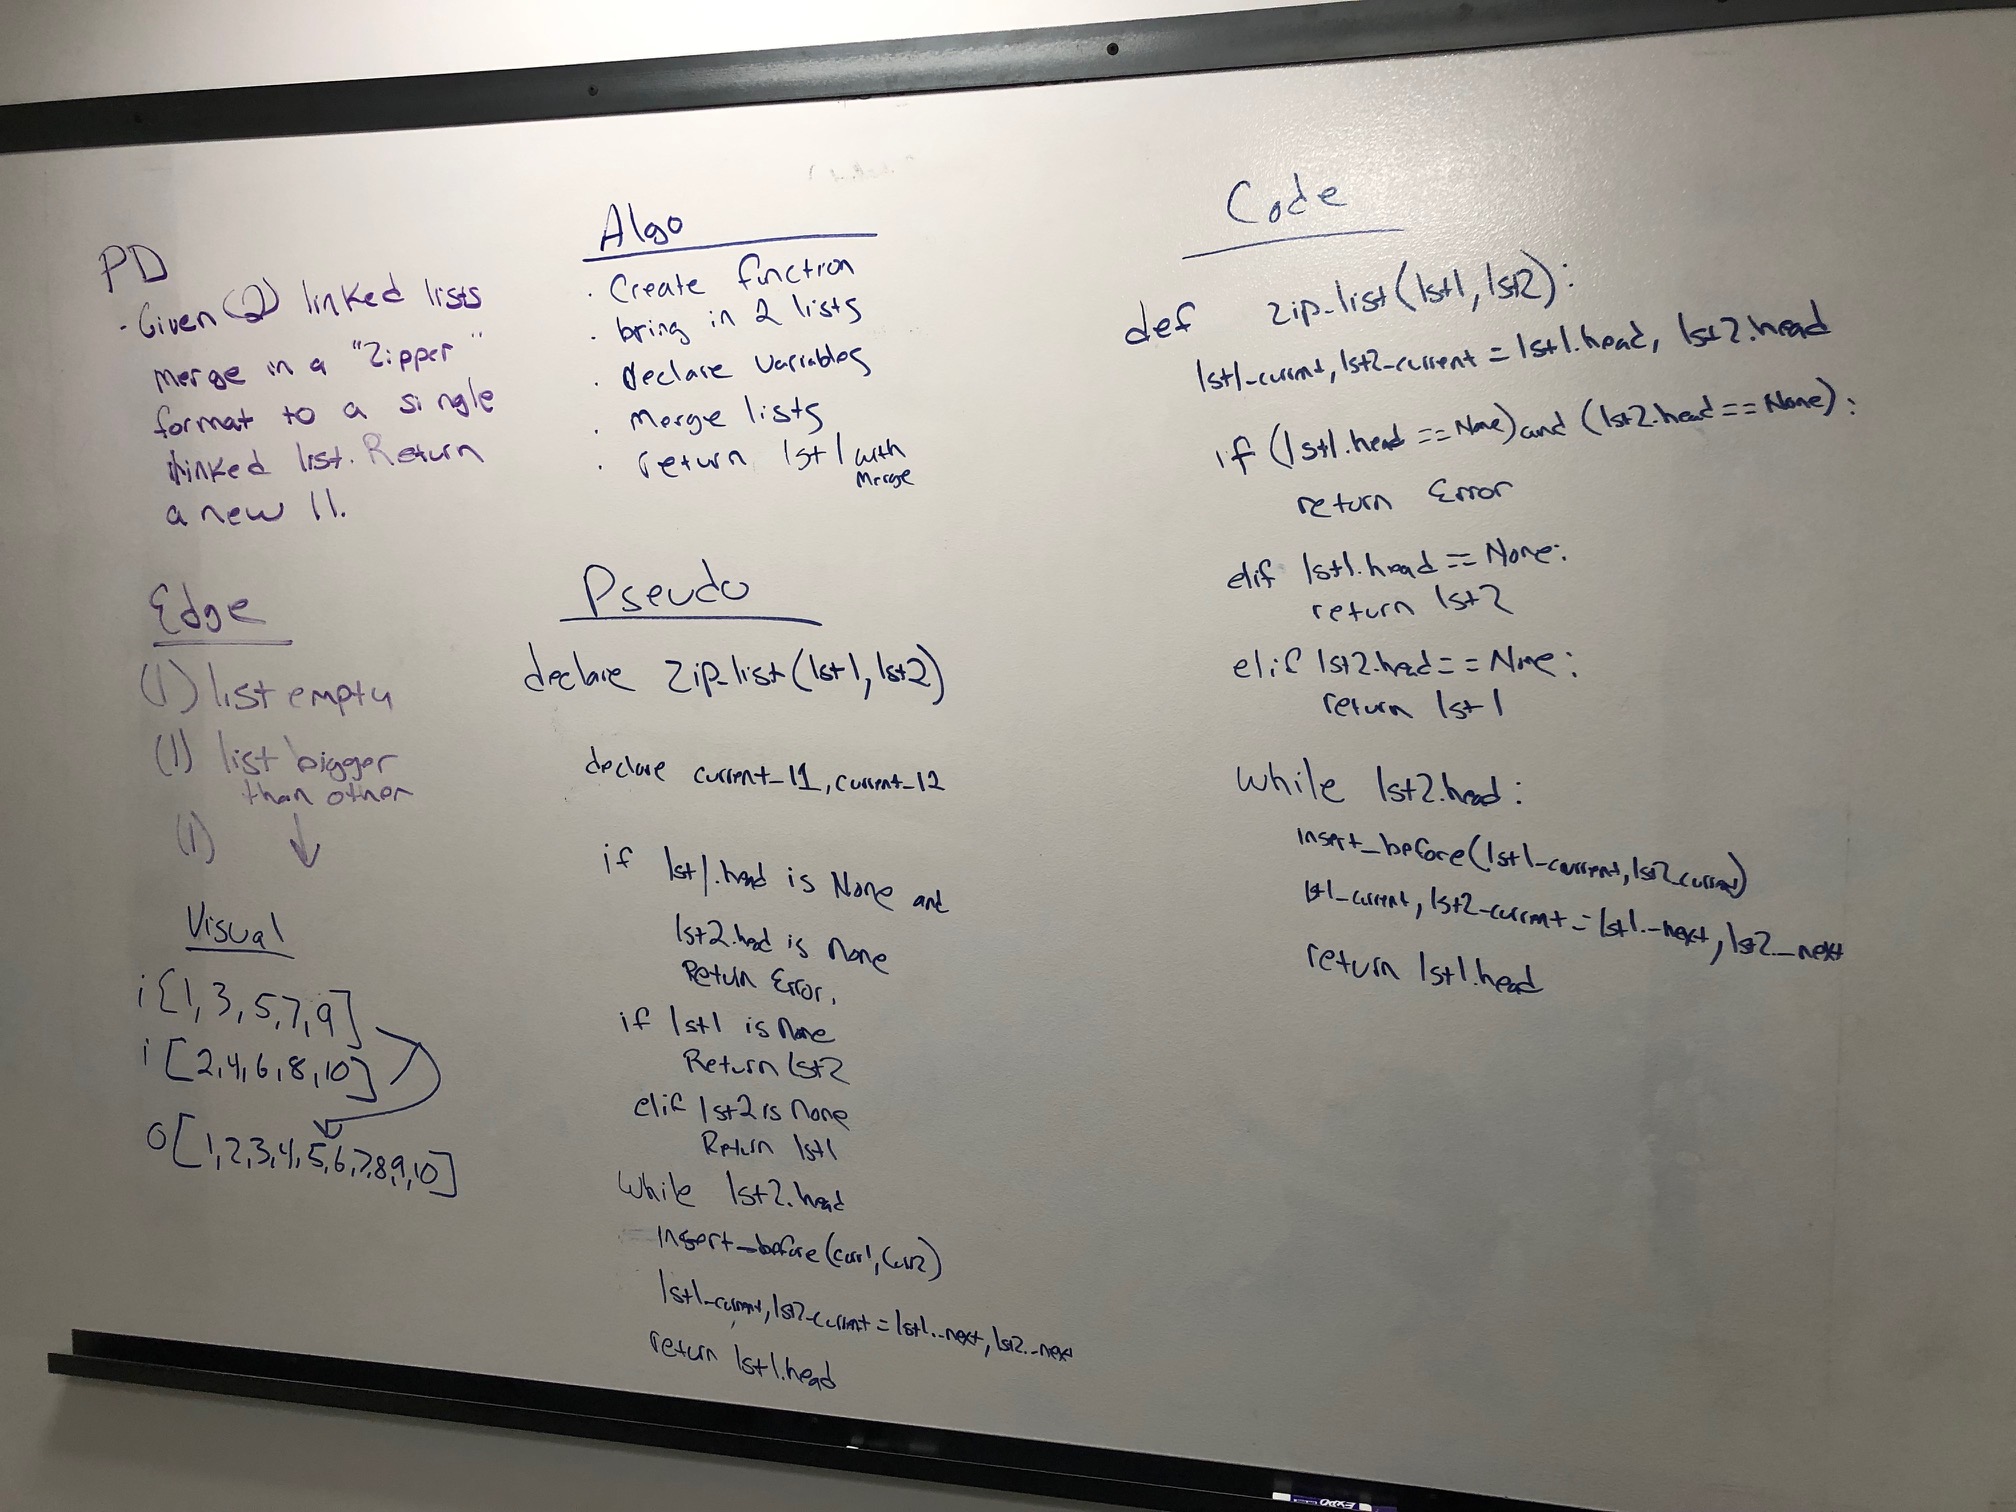 PD
· Given (2) linked lists
merge in a "Zipper"
format to a single
linked list. Return
a new ll.
Edge
(1) list empty
(1) list bigger
than other
(1) ↓
Visual
i [1, 3, 5, 7, 9]
i [2, 4, 6, 8, 10]
o [1, 2, 3, 4, 5, 6, 7, 8, 9, 10]
Algo
· Create function
· bring in 2 lists
· declare variables
· Merge lists
· return lst1 with
Merge
Pseudo
declare zip_list(lst1, lst2)
declare current_l1, current_l2
if lst1.head is None and
lst2.head is None
Return Error.
if lst1 is None
Return lst2
elif lst2 is None
Return lst1
While lst2.head
insert_before(curr1, curr2)
lst1_current, lst2_current = lst1._next, lst2._next
return lst1.head
Code
def zip_list(lst1, lst2):
lst1_current, lst2_current = lst1.head, lst2.head
if (lst1.head == None) and (lst2.head == None):
return Error
elif lst1.head == None:
return lst2
elif lst2.head == None:
return lst1
While lst2.head:
insert_before(lst1_current, lst2_current)
lst1_current, lst2_current = lst1._next, lst2._next
return lst1.head
EXPO